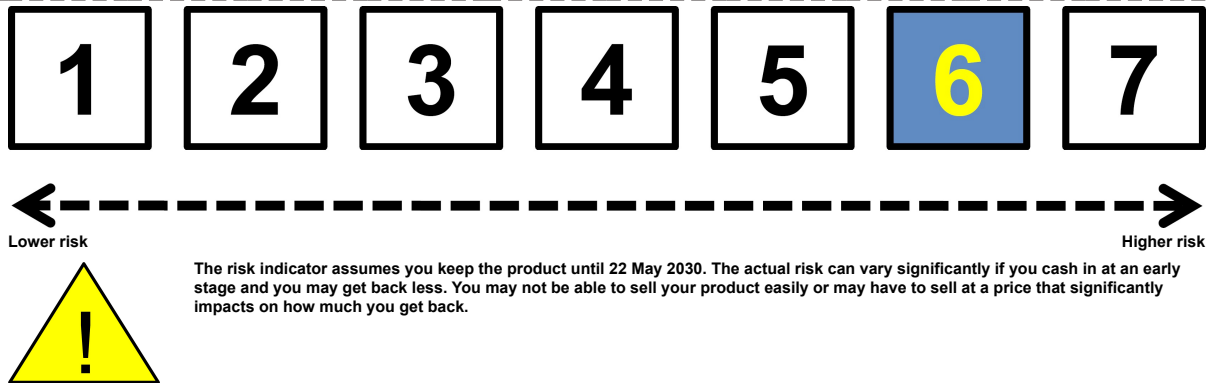 1 2 3 4 5 6 7
Lower risk Higher risk
The risk indicator assumes you keep the product until 22 May 2030. The actual risk can vary significantly if you cash in at an early
stage and you may get back less. You may not be able to sell your product easily or may have to sell at a price that significantly
impacts on how much you get back.
!